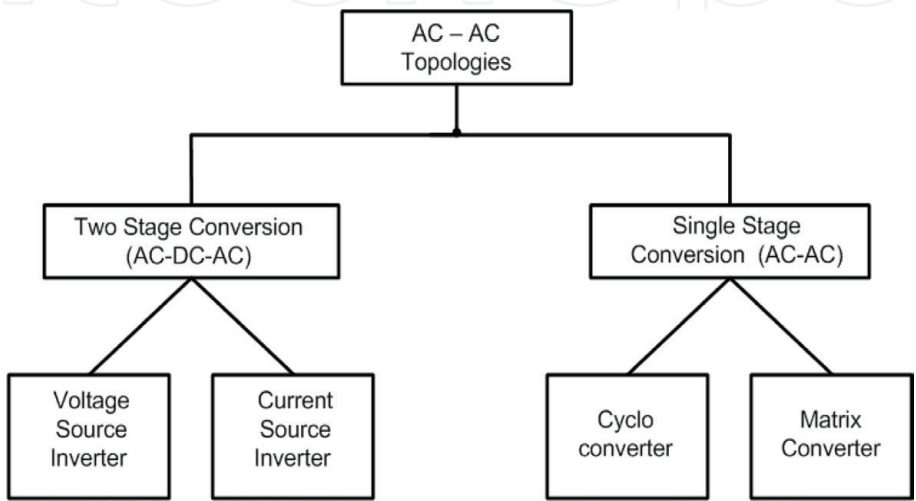 AC – AC
Topologies
Two Stage Conversion
(AC-DC-AC)
Single Stage
Conversion (AC-AC)
Voltage
Source
Inverter
Current
Source
Inverter
Cyclo
converter
Matrix
Converter